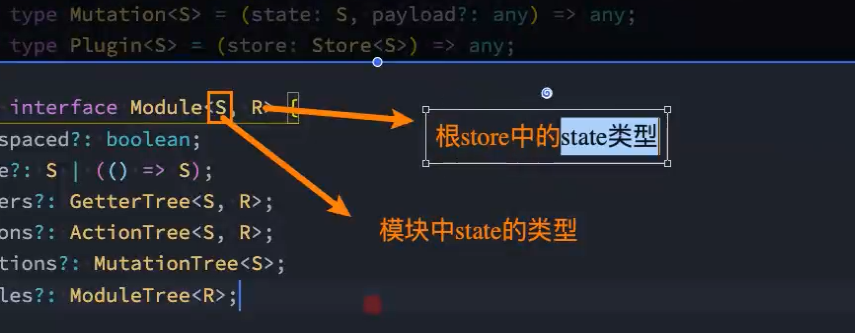 type Mutation<S> = (state: S, payload?: any) => any;
type Plugin<S> = (store: Store<S>) => any;
interface Module<S, R> {
spaced?: boolean;
e?: S | (() => S);
ers?: GetterTree<S, R>;
ons?: ActionTree<S, R>;
tions?: MutationTree<S>;
les?: ModuleTree<R>;
根store中的state类型
模块中state的类型